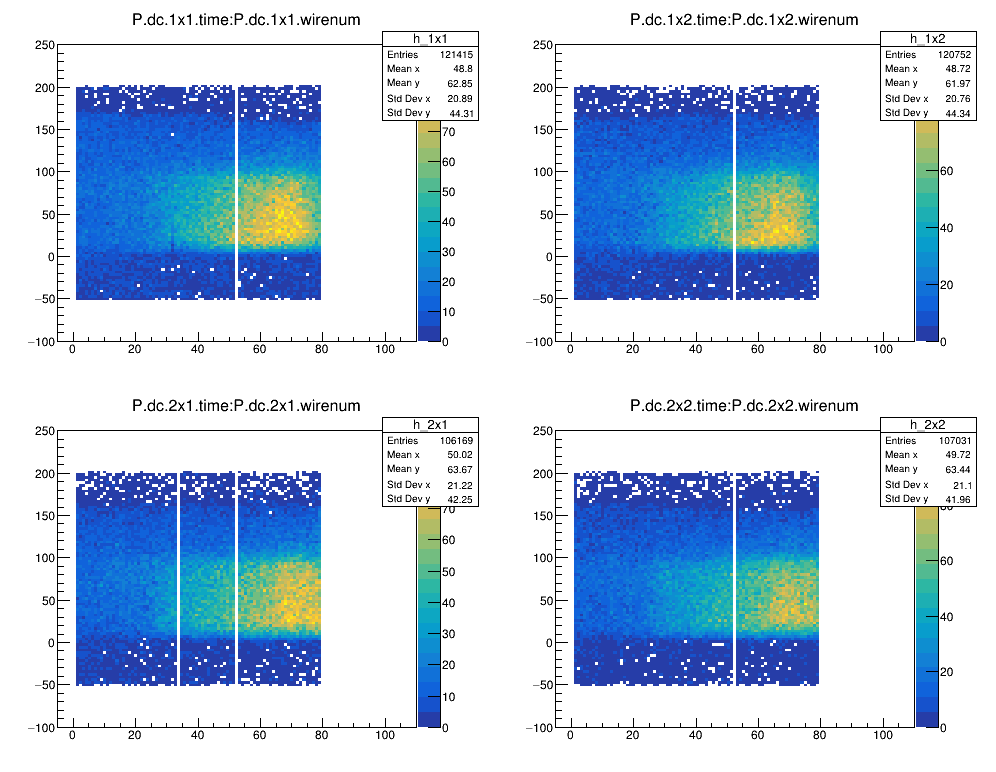 P.dc.1x1.time:P.dc.1x1.wirenum
h_1x1
Entries 121415
Mean x 48.8
Mean y 62.85
Std Dev x 20.89
Std Dev y 44.31
250
200
150
100
50
0
−50
−100
0 20 40 60 80 100
70
60
50
40
30
20
10
0
P.dc.1x2.time:P.dc.1x2.wirenum
h_1x2
Entries 120752
Mean x 48.72
Mean y 61.97
Std Dev x 20.76
Std Dev y 44.34
250
200
150
100
50
0
−50
−100
0 20 40 60 80 100
60
40
20
0
P.dc.2x1.time:P.dc.2x1.wirenum
h_2x1
Entries 106169
Mean x 50.02
Mean y 63.67
Std Dev x 21.22
Std Dev y 42.25
250
200
150
100
50
0
−50
−100
0 20 40 60 80 100
70
60
50
40
30
20
10
0
P.dc.2x2.time:P.dc.2x2.wirenum
h_2x2
Entries 107031
Mean x 49.72
Mean y 63.44
Std Dev x 21.1
Std Dev y 41.96
250
200
150
100
50
0
−50
−100
0 20 40 60 80 100
80
60
40
20
0